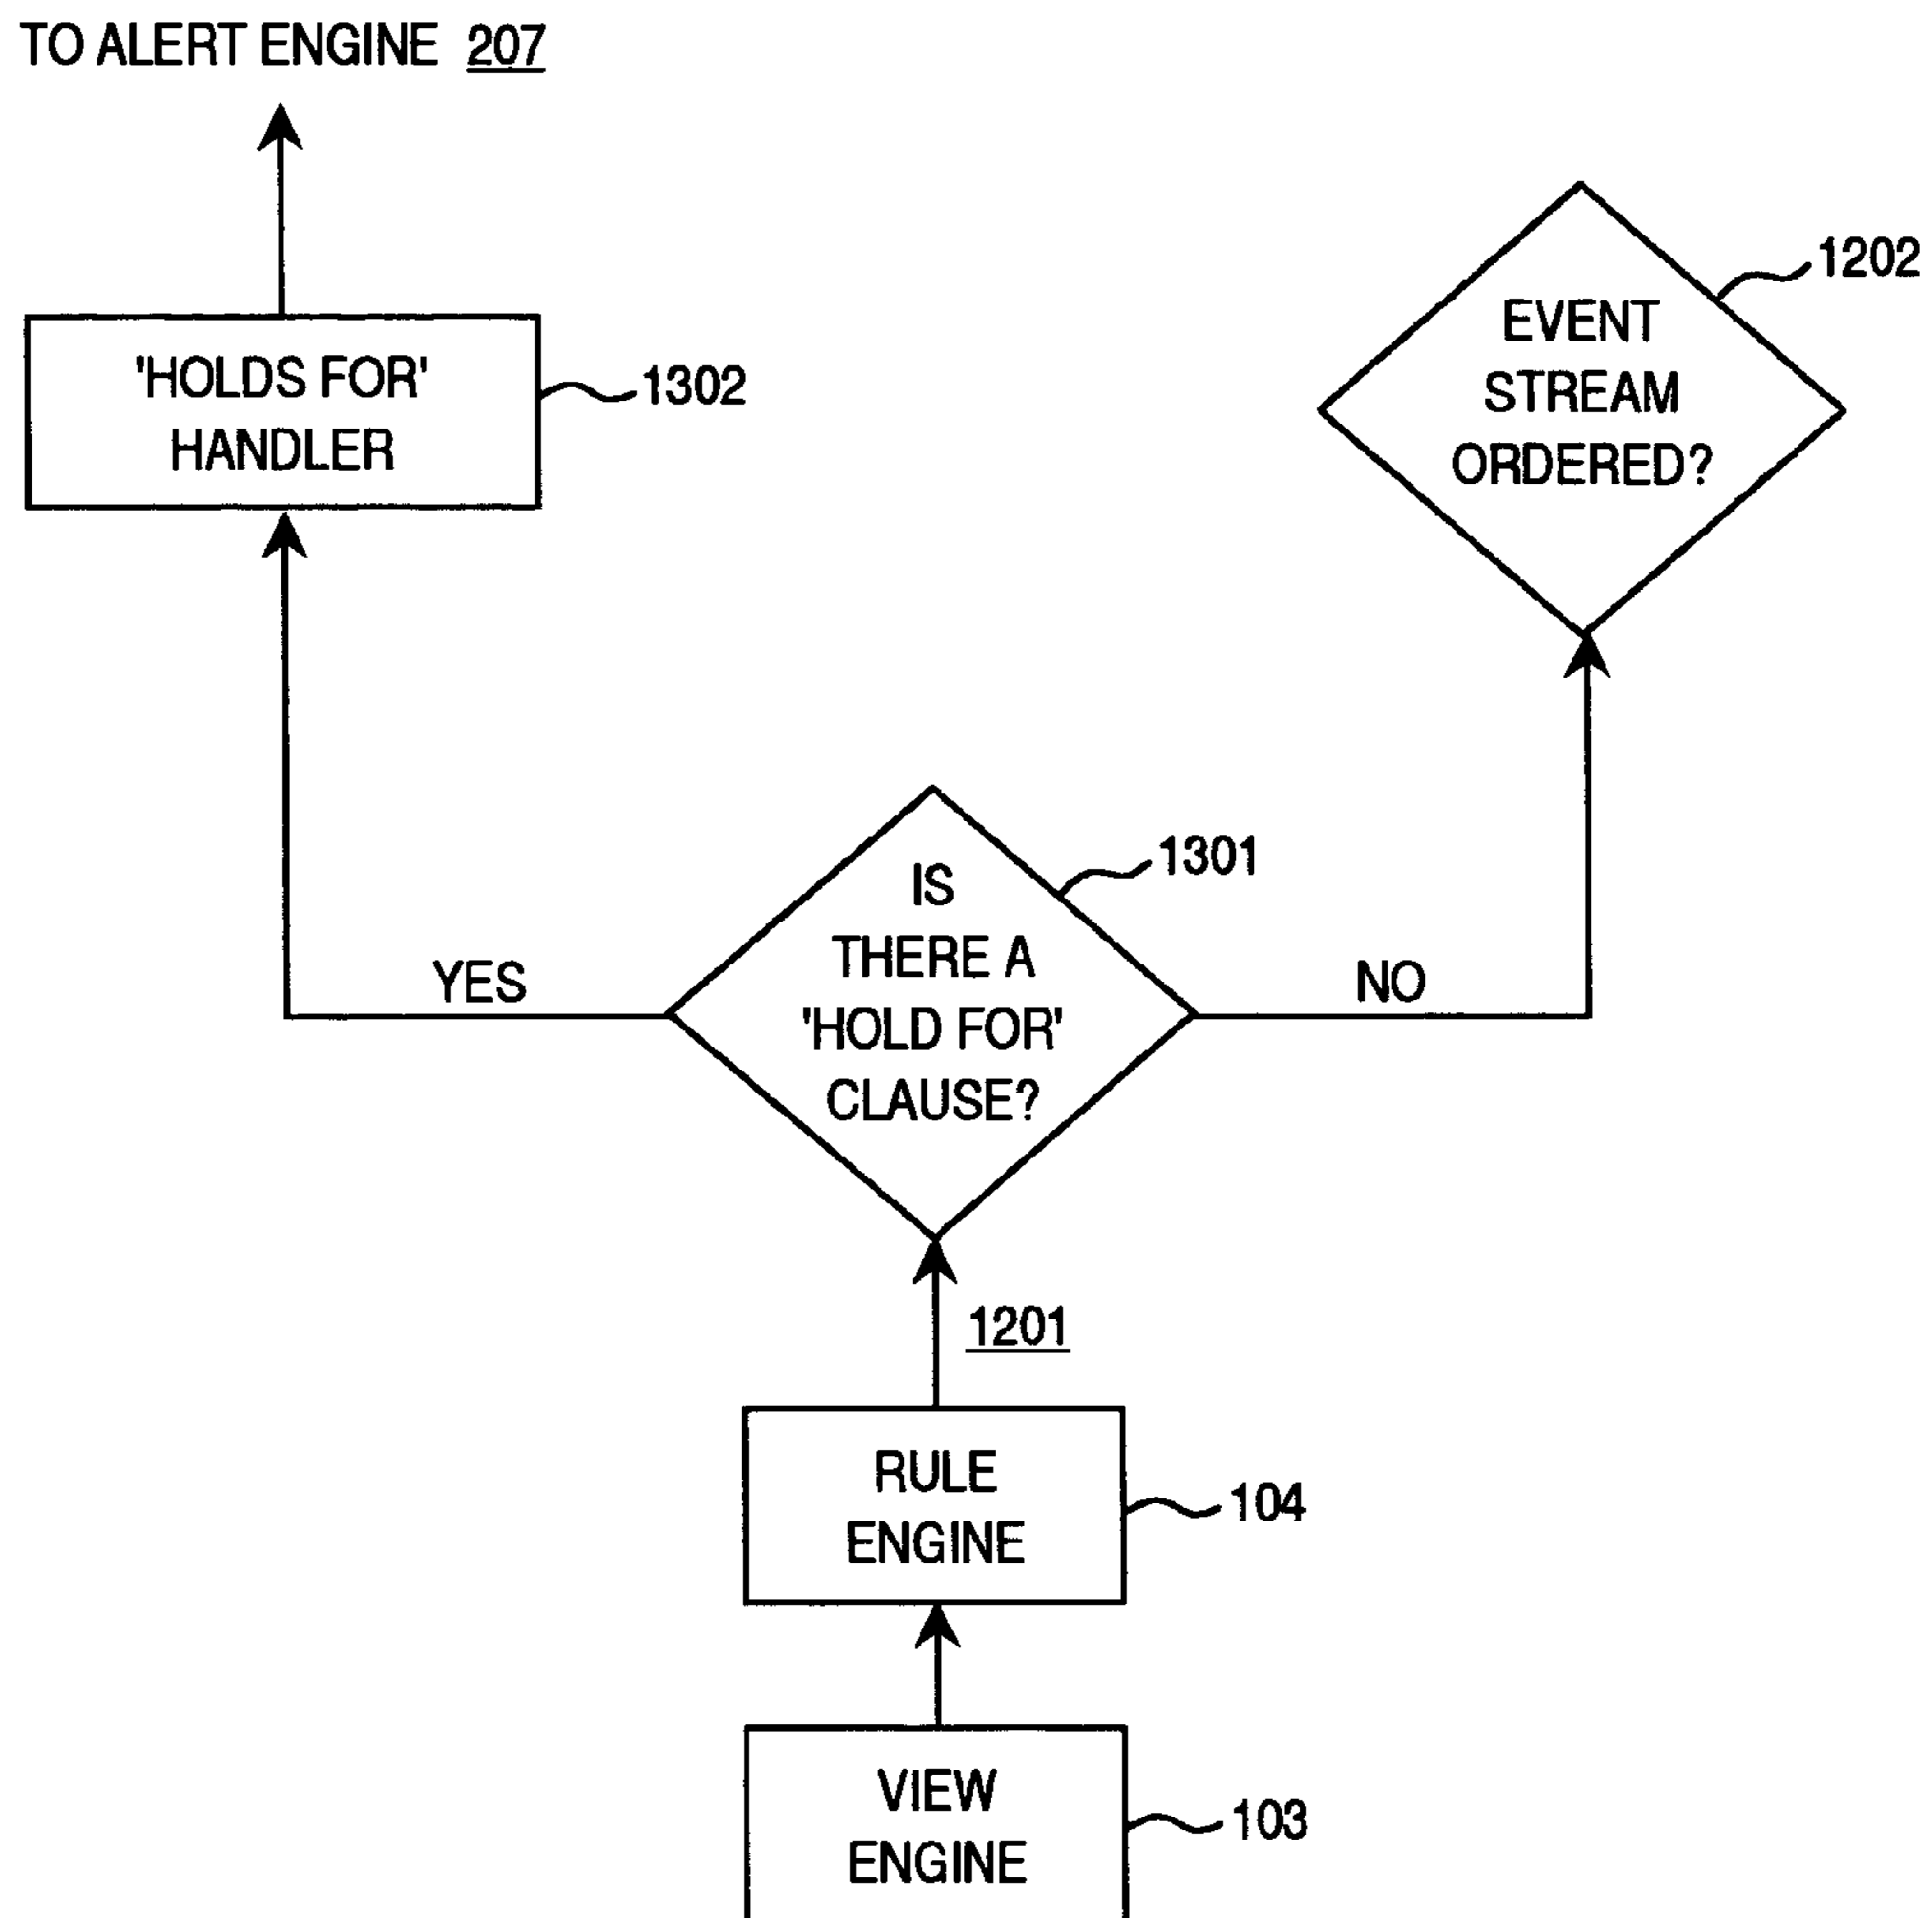 TO ALERT ENGINE 207
1202
EVENT
STREAM
ORDERED?
'HOLDS FOR'
HANDLER
1302
1301
IS
THERE A
'HOLD FOR'
CLAUSE?
YES
NO
1201
RULE
ENGINE
104
VIEW
ENGINE
103